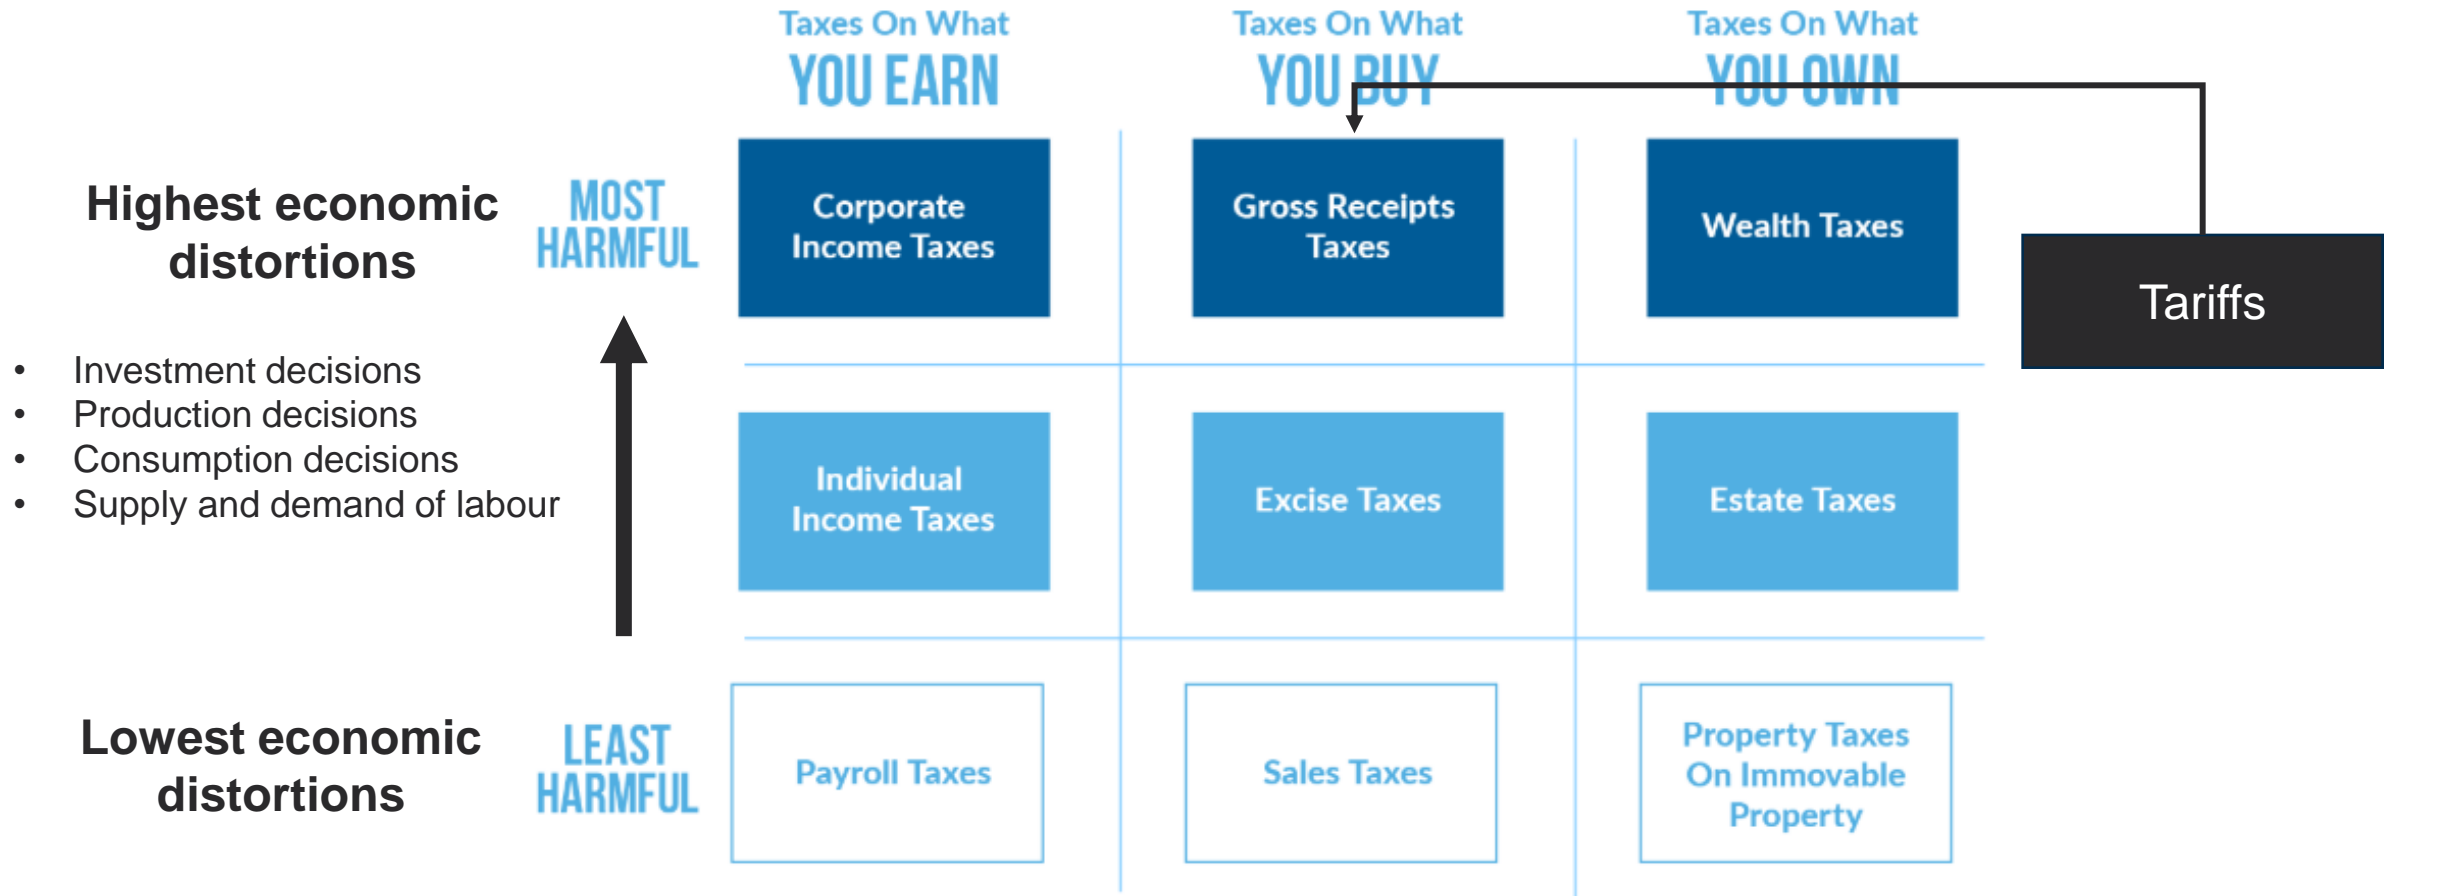 Taxes On What
YOU EARN
Taxes On What
YOU BUY
Taxes On What
YOU OWN
Highest economic
distortions
MOST
HARMFUL
Corporate
Income Taxes
Gross Receipts
Taxes
Wealth Taxes
Tariffs
• Investment decisions
• Production decisions
• Consumption decisions
• Supply and demand of labour
Individual
Income Taxes
Excise Taxes
Estate Taxes
Lowest economic
distortions
LEAST
HARMFUL
Payroll Taxes
Sales Taxes
Property Taxes
On Immovable
Property